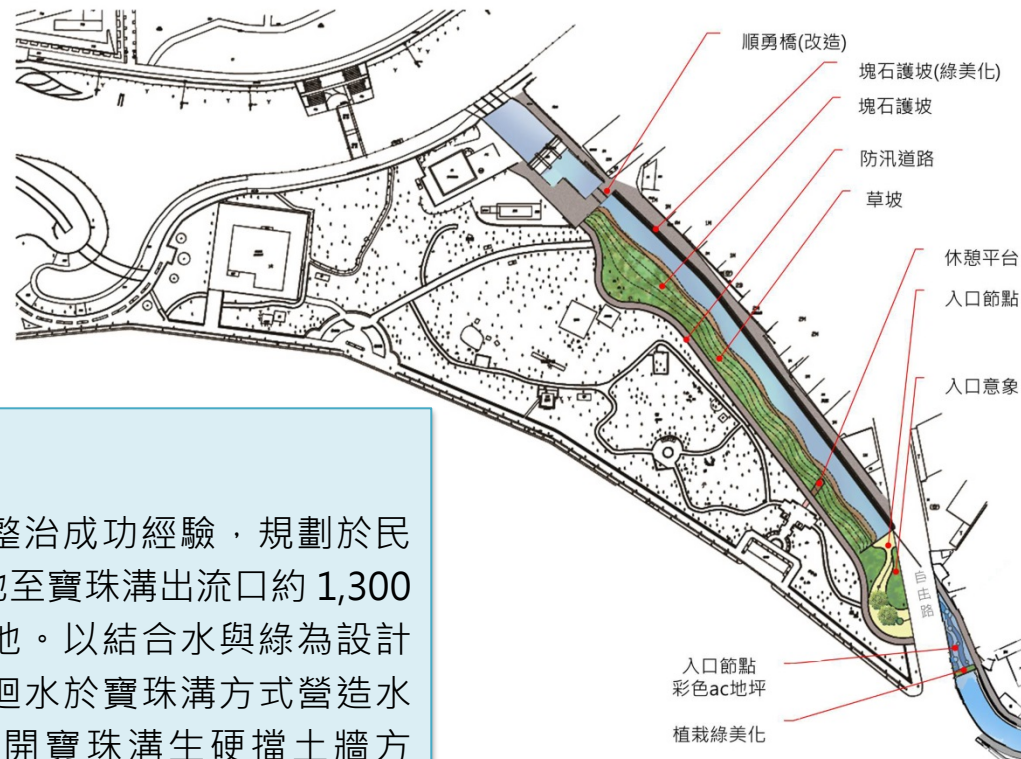 順勇橋(改造)
塊石護坡(綠美化)
塊石護坡
防汛道路
草坡
休憩平台
入口節點
入口意象
自由路
入口節點
彩色ac地坪
植栽綠美化
整治成功經驗，規劃於民
至寶珠溝出流口約 1,300
也。以結合水與綠為設計
迴水於寶珠溝方式營造水
開寶珠溝生硬擋土牆方